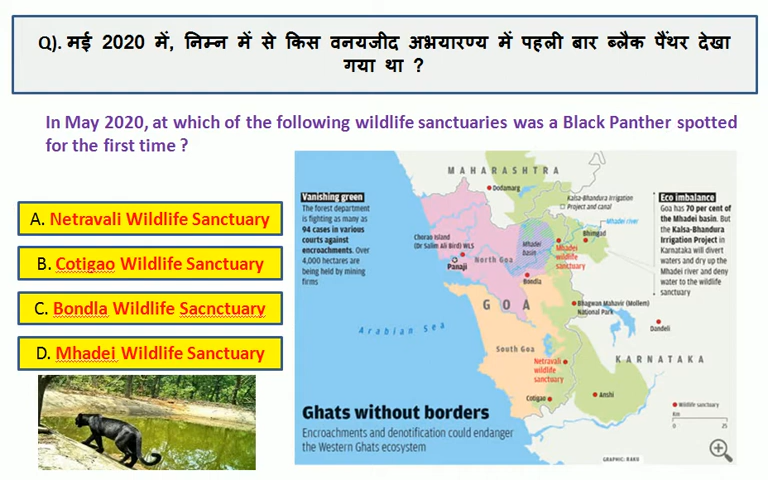 Q). मई 2020 में, निम्न में से किस वनयजीद अभयारण्य में पहली बार ब्लैक पैंथर देखा
गया था ?
In May 2020, at which of the following wildlife sanctuaries was a Black Panther spotted
for the first time ?
A. Netravali Wildlife Sanctuary
B. Cotigao Wildlife Sanctuary
C. Bondla Wildlife Sacnctuary
D. Mhadei Wildlife Sanctuary
Vanishing green
The forest department
is fighting as many as
94 cases in various
courts against
encroachments. Over
4,000 hectares are
being held by mining
firms
MAHARASHTRA
Dodamarg
Kalsa-Bhandura Irrigation
Project and canal
Mhadei river
Bhimgad
Chorao Island
(Dr Salim Ali Bird) WLS
Panaji
North Goa
Mhadei
basin
Mhadei
wildlife
sanctuary
Bondla
GOA
Bhagwan Mahavir (Mollem)
National Park
Dandeli
Arabian Sea
South Goa
KARNATAKA
Netravali
wildlife
sanctuary
Cotigao
Anshi
Eco imbalance
Goa has 70 per cent of
the Mhadei basin. But
the Kalsa-Bhandura
Irrigation Project in
Karnataka will divert
waters and dry up the
Mhadei river and deny
water to the wildlife
sanctuary
Wildlife sanctuary
Km
0 25
Ghats without borders
Encroachments and denotification could endanger
the Western Ghats ecosystem
GRAPHIC: RAHU